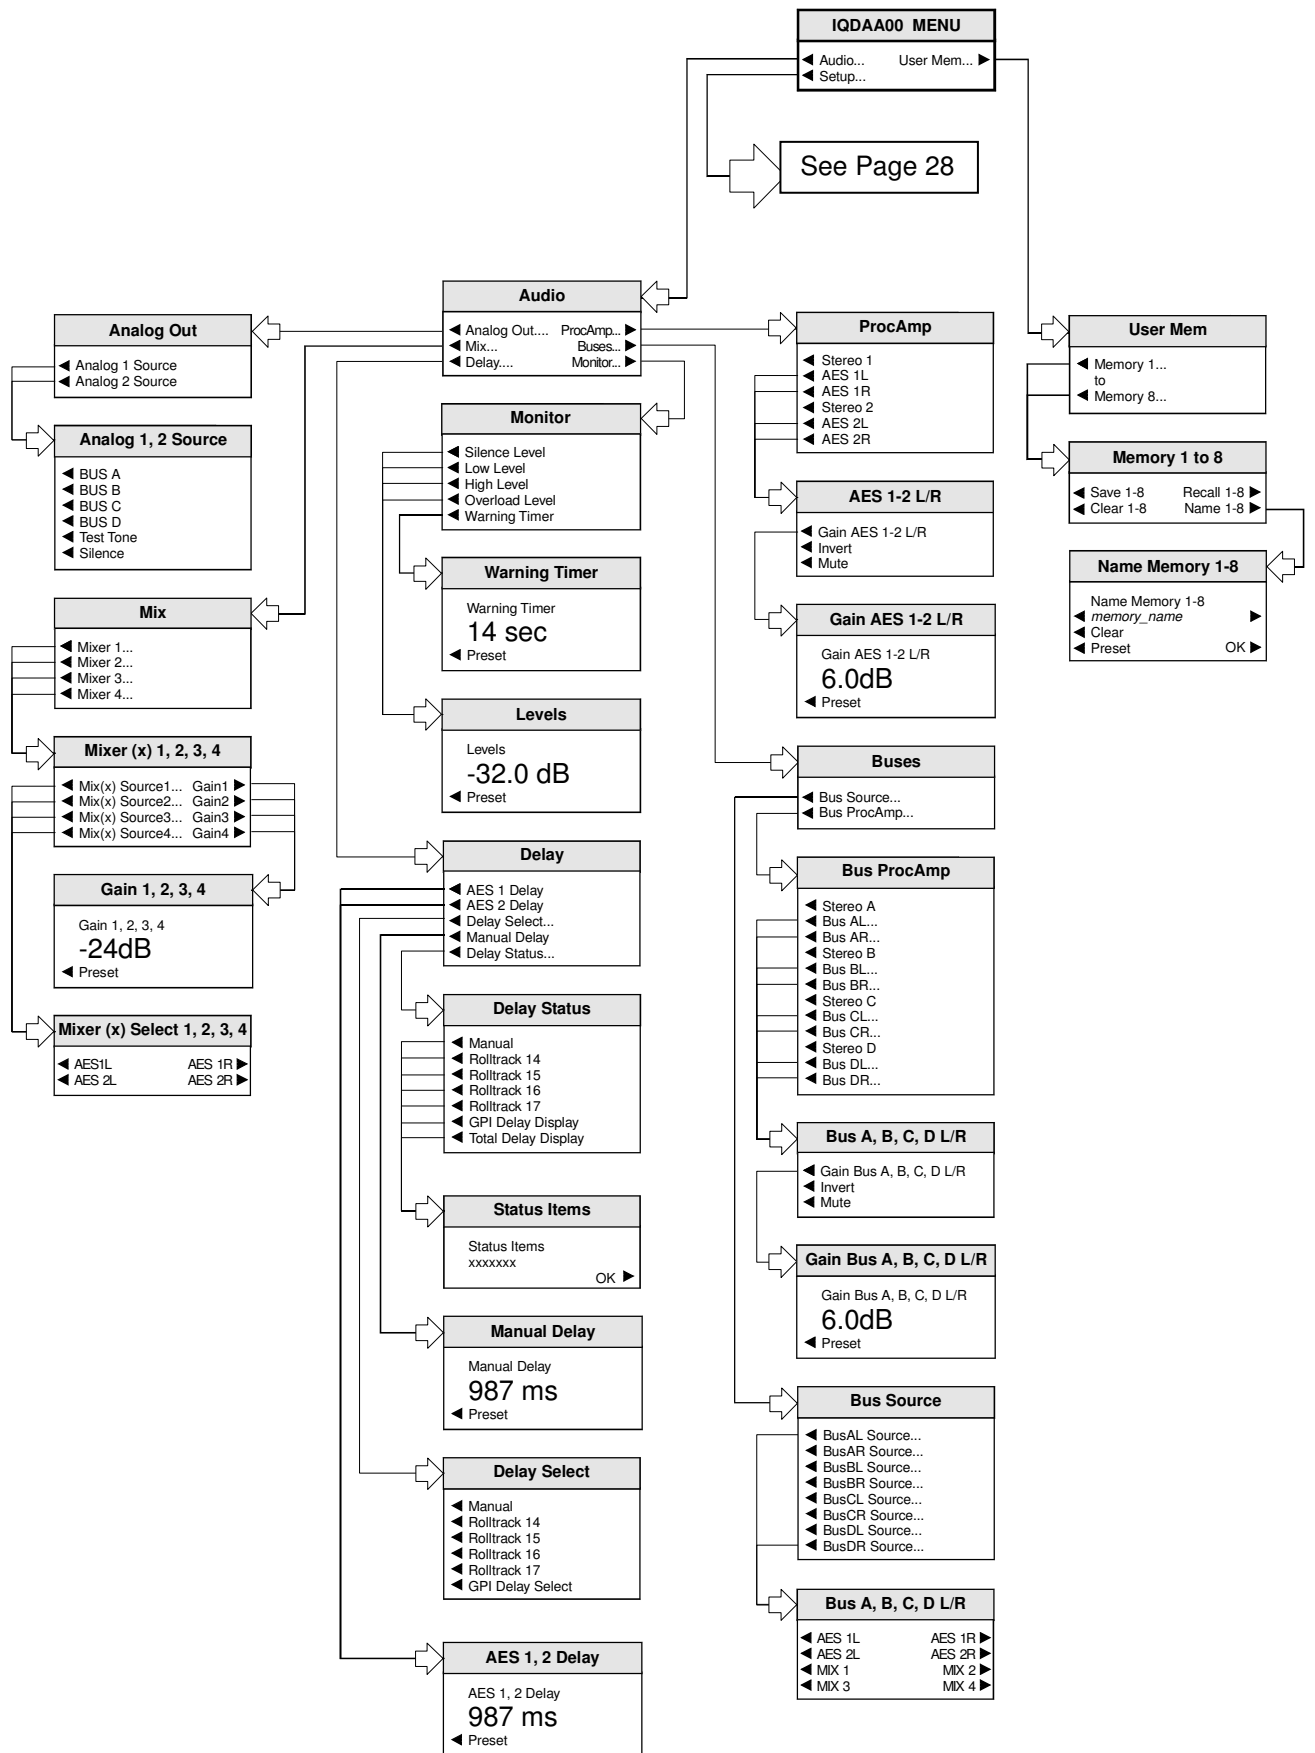 IQDAA00 MENU
Audio... User Mem...
Setup...
See Page 28
Analog Out
Analog 1 Source
Analog 2 Source
Analog 1, 2 Source
BUS A
BUS B
BUS C
BUS D
Test Tone
Silence
Mix
Mixer 1...
Mixer 2...
Mixer 3...
Mixer 4...
Mixer (x) 1, 2, 3, 4
Mix(x) Source1... Gain1
Mix(x) Source2... Gain2
Mix(x) Source3... Gain3
Mix(x) Source4... Gain4
Gain 1, 2, 3, 4
Gain 1, 2, 3, 4
-24dB
Preset
Mixer (x) Select 1, 2, 3, 4
AES1L AES 1R
AES 2L AES 2R
Audio
Analog Out.... ProcAmp...
Mix... Buses...
Delay.... Monitor...
Monitor
Silence Level
Low Level
High Level
Overload Level
Warning Timer
Warning Timer
Warning Timer
14 sec
Preset
Levels
Levels
-32.0 dB
Preset
Delay
AES 1 Delay
AES 2 Delay
Delay Select...
Manual Delay
Delay Status...
Delay Status
Manual
Rolltrack 14
Rolltrack 15
Rolltrack 16
Rolltrack 17
GPI Delay Display
Total Delay Display
Status Items
Status Items
xxxxxxx
OK
Manual Delay
Manual Delay
987 ms
Preset
Delay Select
Manual
Rolltrack 14
Rolltrack 15
Rolltrack 16
Rolltrack 17
GPI Delay Select
AES 1, 2 Delay
AES 1, 2 Delay
987 ms
Preset
ProcAmp
Stereo 1
AES 1L
AES 1R
Stereo 2
AES 2L
AES 2R
AES 1-2 L/R
Gain AES 1-2 L/R
Invert
Mute
Gain AES 1-2 L/R
Gain AES 1-2 L/R
6.0dB
Preset
Buses
Bus Source...
Bus ProcAmp...
Bus ProcAmp
Stereo A
Bus AL...
Bus AR...
Stereo B
Bus BL...
Bus BR...
Stereo C
Bus CL...
Bus CR...
Stereo D
Bus DL...
Bus DR...
Bus A, B, C, D L/R
Gain Bus A, B, C, D L/R
Invert
Mute
Gain Bus A, B, C, D L/R
Gain Bus A, B, C, D L/R
6.0dB
Preset
Bus Source
BusAL Source...
BusAR Source...
BusBL Source...
BusBR Source...
BusCL Source...
BusCR Source...
BusDL Source...
BusDR Source...
Bus A, B, C, D L/R
AES 1L AES 1R
AES 2L AES 2R
MIX 1 MIX 2
MIX 3 MIX 4
User Mem
Memory 1...
to
Memory 8...
Memory 1 to 8
Save 1-8 Recall 1-8
Clear 1-8 Name 1-8
Name Memory 1-8
Name Memory 1-8
memory_name
Clear
Preset OK